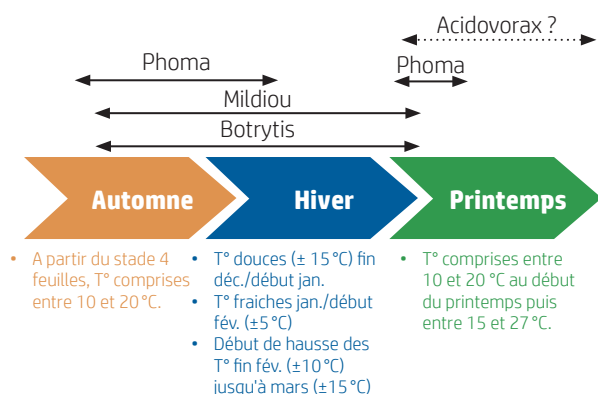 Acidovorax ?
Phoma
Phoma
Mildiou
Botrytis
Automne
Hiver
Printemps
• A partir du stade 4
feuilles, T° comprises
entre 10 et 20 °C.
• T° douces (± 15 °C) fin
déc./début jan.
• T° fraiches jan./début
fév. (±5 °C)
• Début de hausse des
T° fin fév. (±10 °C)
jusqu'à mars (±15 °C)
• T° comprises entre
10 et 20 °C au début
du printemps puis
entre 15 et 27 °C.